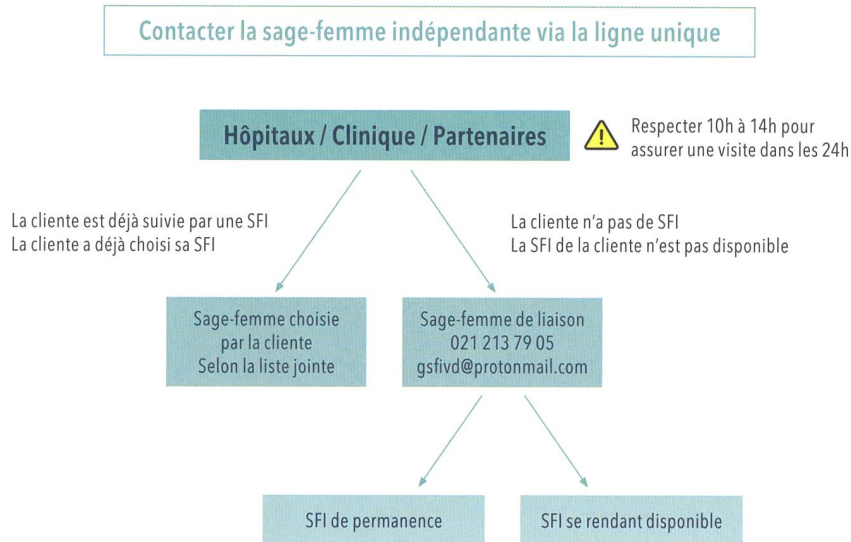 Contacter la sage-femme indépendante via la ligne unique
Hôpitaux / Clinique / Partenaires
Respecter 10h à 14h pour
assurer une visite dans les 24h
La cliente est déjà suivie par une SFI
La cliente a déjà choisi sa SFI
La cliente n'a pas de SFI
La SFI de la cliente n'est pas disponible
Sage-femme choisie
par la cliente
Selon la liste jointe
Sage-femme de liaison
021 213 79 05
gsfivd@protonmail.com
SFI de permanence
SFI se rendant disponible